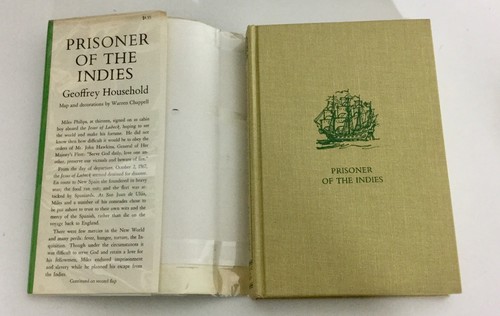 PRISONER
OF THE
INDIES
Geoffrey Household
Map and decorations by Warren Chappell
Miles Philips, at thirteen, signed on as cabin
boy aboard the Jesus of Lubeck, hoping to see
the world and make his fortune. He did not
know then how difficult it would be to obey the
orders of Mr. John Hawkins, General of Her
Majesty's Fleet: "Serve God daily, love one an-
other, preserve our victuals and beware of fire."
From the day of departure, October 2, 1567,
the Jesus of Lubeck seemed doomed for disaster.
En route to New Spain she foundered in heavy
seas, the food ran out, and the fleet was at-
tacked by Spaniards. At San Juan de Ulua,
Miles and a number of his comrades chose to
be put ashore to trust to their own wits and the
mercy of the Spanish, rather than die on the
voyage back to England.
There were few mercies in the New World
and many perils: fever, hunger, torture, the In-
quisition. Though under the circumstances it
was difficult to serve God and retain a love for
his fellowmen, Miles endured imprisonment
and slavery while he planned his escape from
the Indies.
Continued on second flap
PRISONER
OF THE INDIES